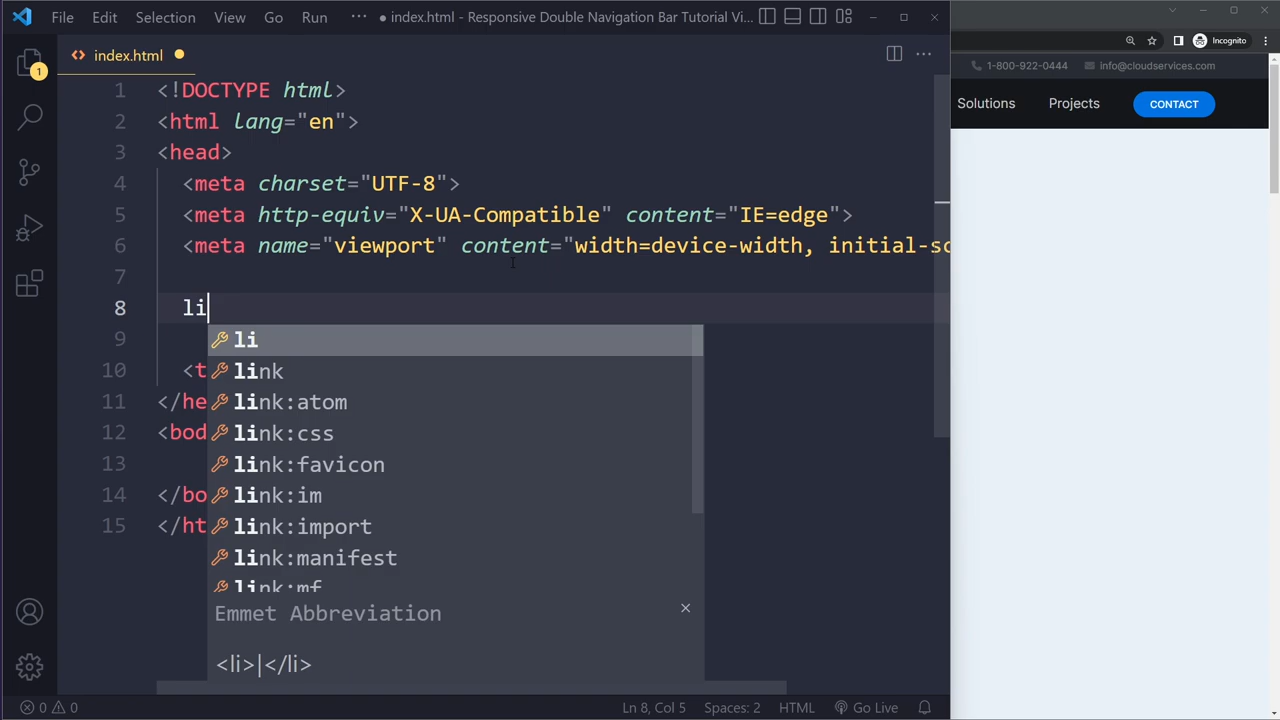 File Edit Selection View Go Run ··· ● index.html - Responsive Double Navigation Bar Tutorial Vi...
Incognito
1
<> index.html ●
1-800-922-0444 info@cloudservices.com
Solutions Projects CONTACT
1 <!DOCTYPE html>
2 <html lang="en">
3 <head>
4 <meta charset="UTF-8">
5 <meta http-equiv="X-UA-Compatible" content="IE=edge">
6 <meta name="viewport" content="width=device-width, initial-sc
7
8 li
9
10 <t
11 </he
12 <bod
13
14 </bo
15 </ht
li
link
link:atom
link:css
link:favicon
link:im
link:import
link:manifest
link:mf
Emmet Abbreviation
<li>|</li>
0 0 Ln 8, Col 5 Spaces: 2 HTML Go Live